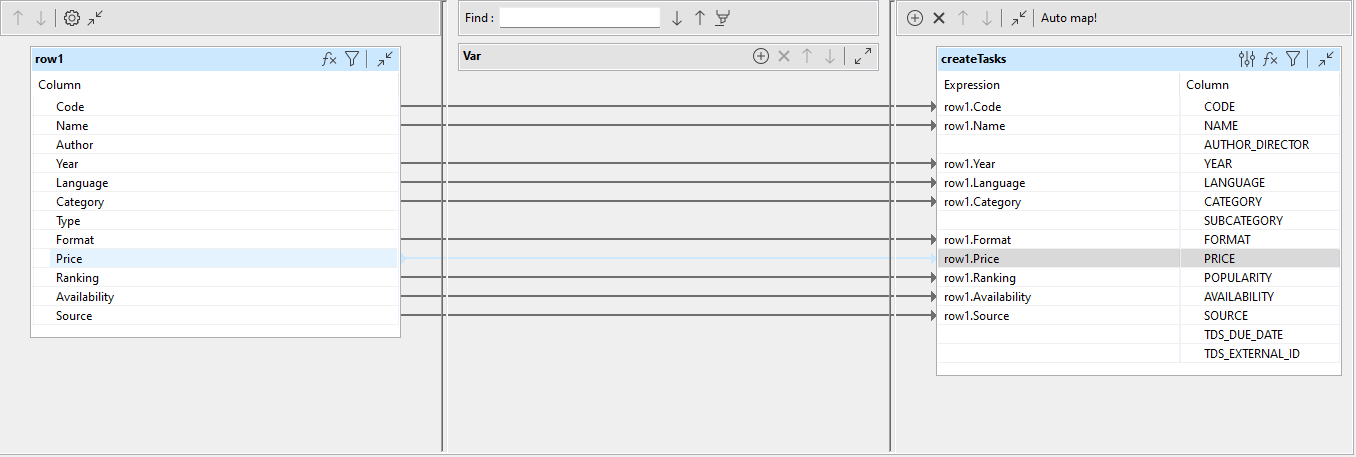 Find :
Auto map!
row1
fx
Var
createTasks
fx
Column
Expression Column
Code row1.Code CODE
Name row1.Name NAME
Author AUTHOR_DIRECTOR
Year row1.Year YEAR
Language row1.Language LANGUAGE
Category row1.Category CATEGORY
Type SUBCATEGORY
Format row1.Format FORMAT
Price row1.Price PRICE
Ranking row1.Ranking POPULARITY
Availability row1.Availability AVAILABILITY
Source row1.Source SOURCE
TDS_DUE_DATE
TDS_EXTERNAL_ID